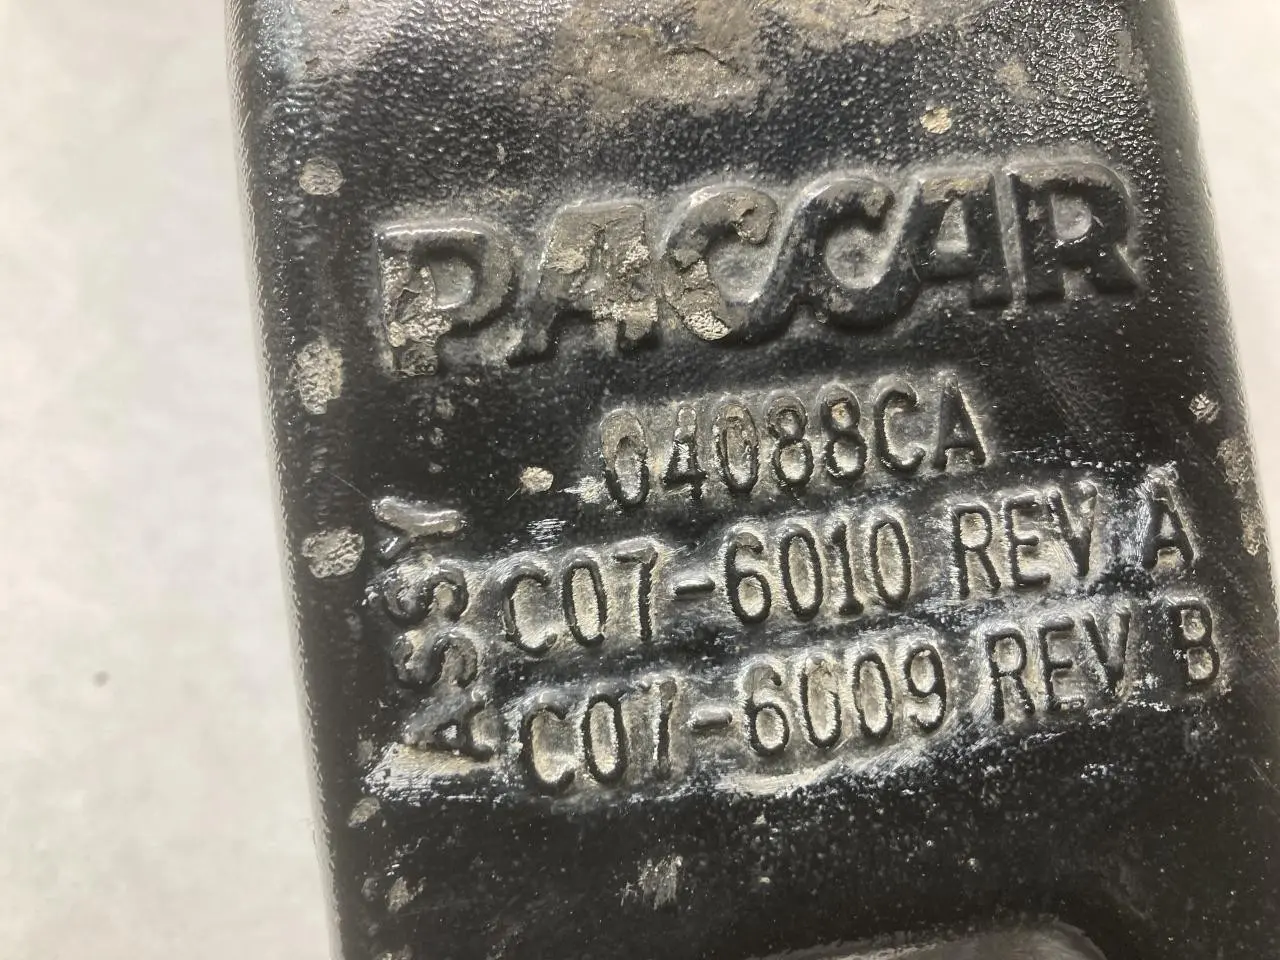 PACCAR
04088CA
ASSY
C07-6010 REV A
C07-6009 REV B